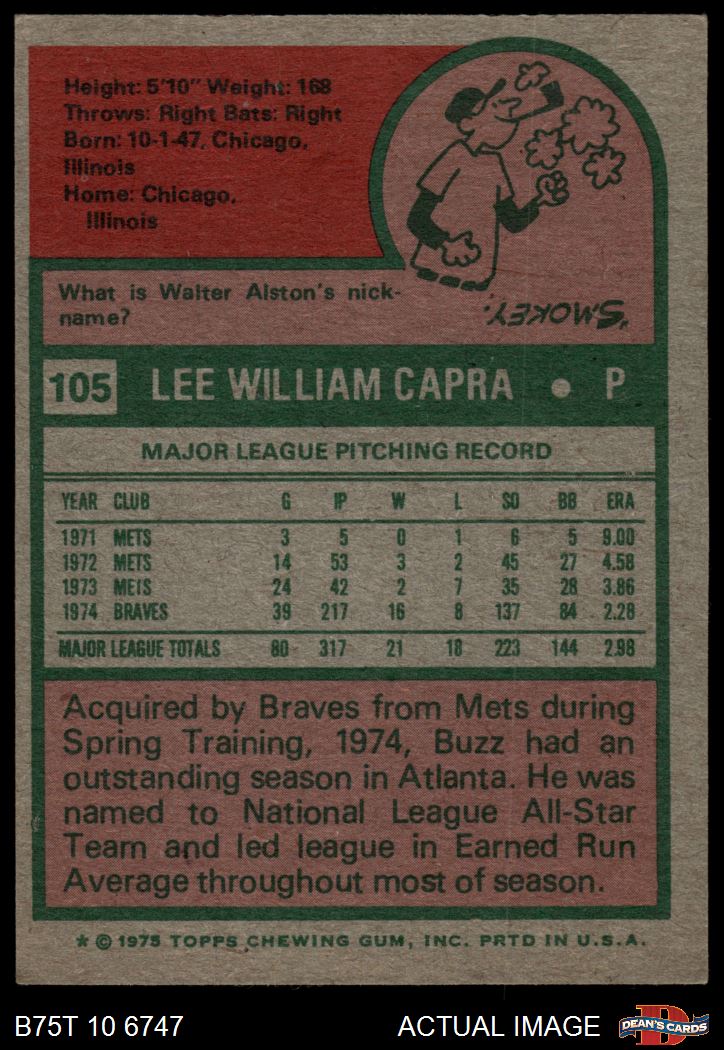 Height: 5'10" Weight: 168
Throws: Right Bats: Right
Born: 10-1-47, Chicago,
Illinois
Home: Chicago,
Illinois
What is Walter Alston's nick-
name?
"SMOKEY."
105 LEE WILLIAM CAPRA • P
MAJOR LEAGUE PITCHING RECORD
YEAR CLUB G IP W L SO BB ERA
1971 METS 3 5 0 1 6 5 9.00
1972 METS 14 53 3 2 45 27 4.58
1973 METS 24 42 2 7 35 28 3.86
1974 BRAVES 39 217 16 8 137 84 2.28
MAJOR LEAGUE TOTALS 80 317 21 18 223 144 2.98
Acquired by Braves from Mets during
Spring Training, 1974, Buzz had an
outstanding season in Atlanta. He was
named to National League All-Star
Team and led league in Earned Run
Average throughout most of season.
* © 1975 TOPPS CHEWING GUM, INC. PRTD IN U.S.A.
B75T 10 6747 ACTUAL IMAGE
D
DEAN'S CARDS